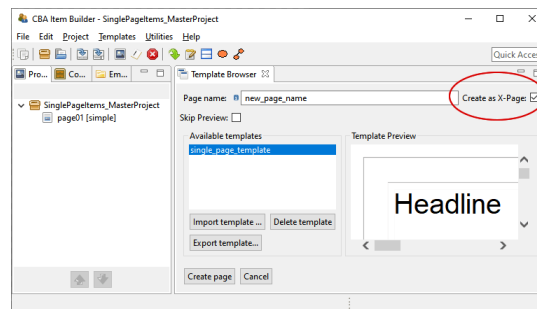 CBA Item Builder - SinglePageItems_MasterProject
File Edit Project Templates Utilities Help
Quick Acce
Pro... Co... Em... Template Browser
Page name: new_page_name Create as X-Page:
Skip Preview:
SinglePageItems_MasterProject
page01 [simple]
Available templates Template Preview
single_page_template
Headline
Import template ... Delete template
Export template...
Create page Cancel